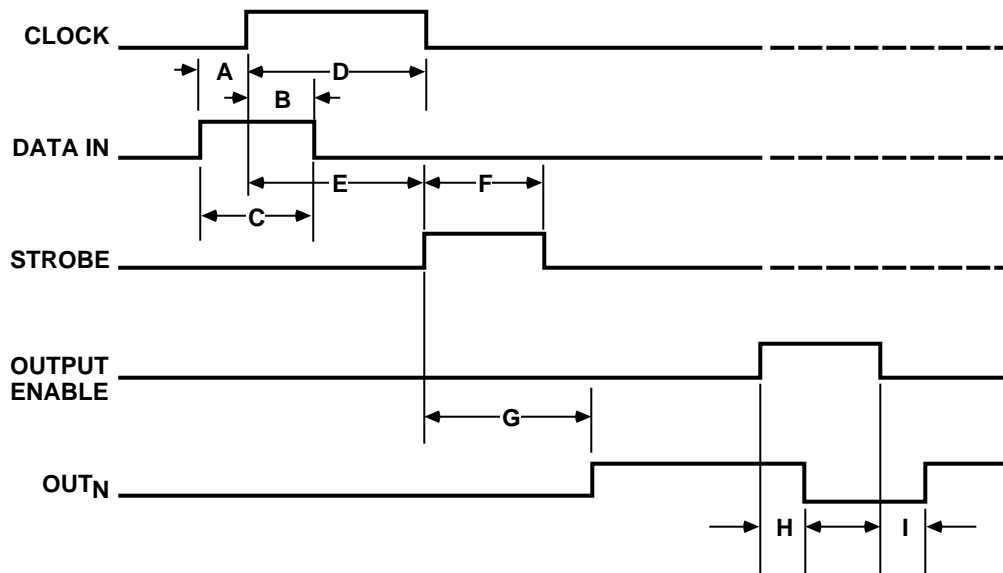 CLOCK
A
D
B
DATA IN
E
F
C
STROBE
OUTPUT
ENABLE
G
OUTN
H
I